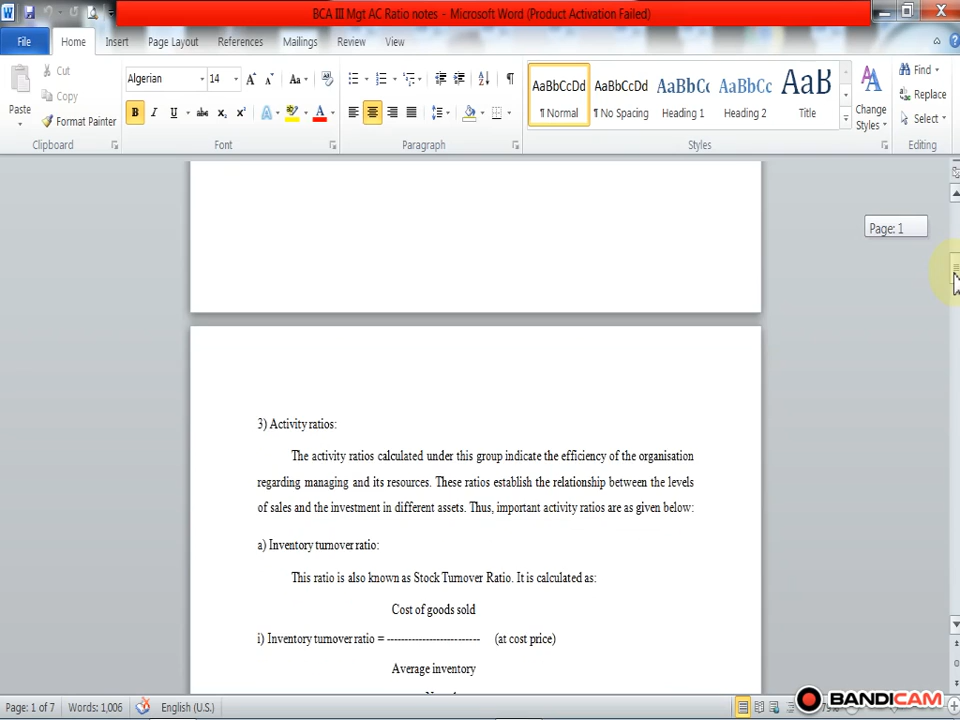 BCA III Mgt AC Ratio notes - Microsoft Word (Product Activation Failed)
File Home Insert Page Layout References Mailings Review View
Paste
Cut
Copy
Format Painter
Clipboard
Algerian 14
Font
Paragraph
AaBbCcDd AaBbCcDd AaBbCc AaBbCc AaB
¶ Normal ¶ No Spacing Heading 1 Heading 2 Title
Styles
Change Styles
Find
Replace
Select
Editing
Page: 1
3) Activity ratios:
The activity ratios calculated under this group indicate the efficiency of the organisation
regarding managing and its resources. These ratios establish the relationship between the levels
of sales and the investment in different assets. Thus, important activity ratios are as given below:
a) Inventory turnover ratio:
This ratio is also known as Stock Turnover Ratio. It is calculated as:
Cost of goods sold
i) Inventory turnover ratio = -------------------------- (at cost price)
Average inventory
Page: 1 of 7 Words: 1,006 English (U.S.)
BANDICAM